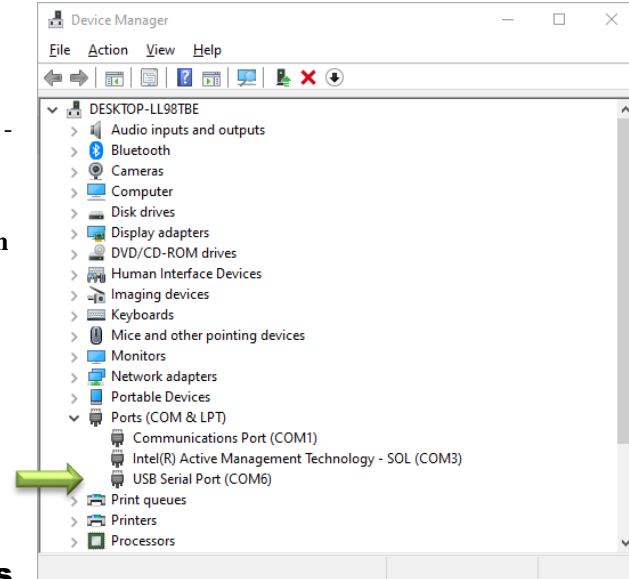 Device Manager
File Action View Help
DESKTOP-LL98TBE
-
Audio inputs and outputs
Bluetooth
Cameras
Computer
Disk drives
Display adapters
DVD/CD-ROM drives
Human Interface Devices
Imaging devices
Keyboards
Mice and other pointing devices
Monitors
Network adapters
Portable Devices
Ports (COM & LPT)
Communications Port (COM1)
Intel(R) Active Management Technology - SOL (COM3)
USB Serial Port (COM6)
Print queues
Printers
Processors